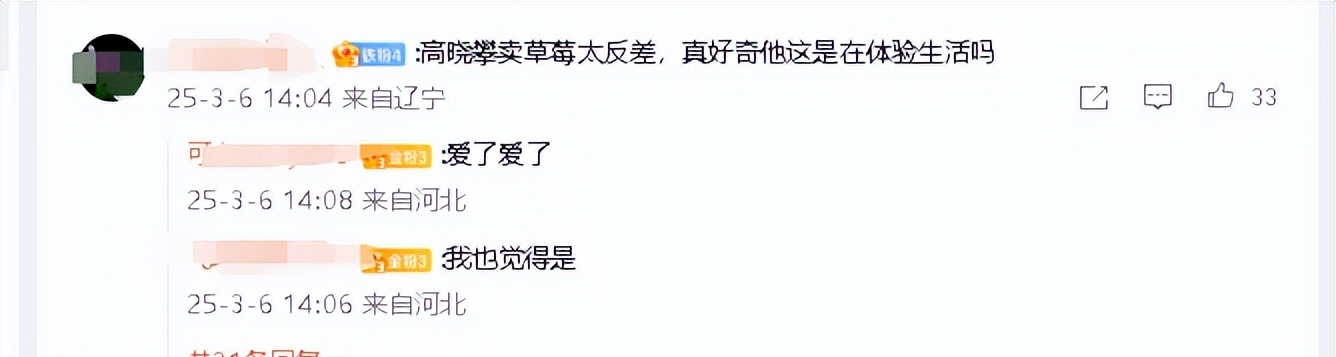 铁粉4 :高晓攀卖草莓太反差，真好奇他这是在体验生活吗
25-3-6 14:04 来自辽宁
33
可 金粉3 :爱了爱了
25-3-6 14:08 来自河北
金粉3 :我也觉得是
25-3-6 14:06 来自河北